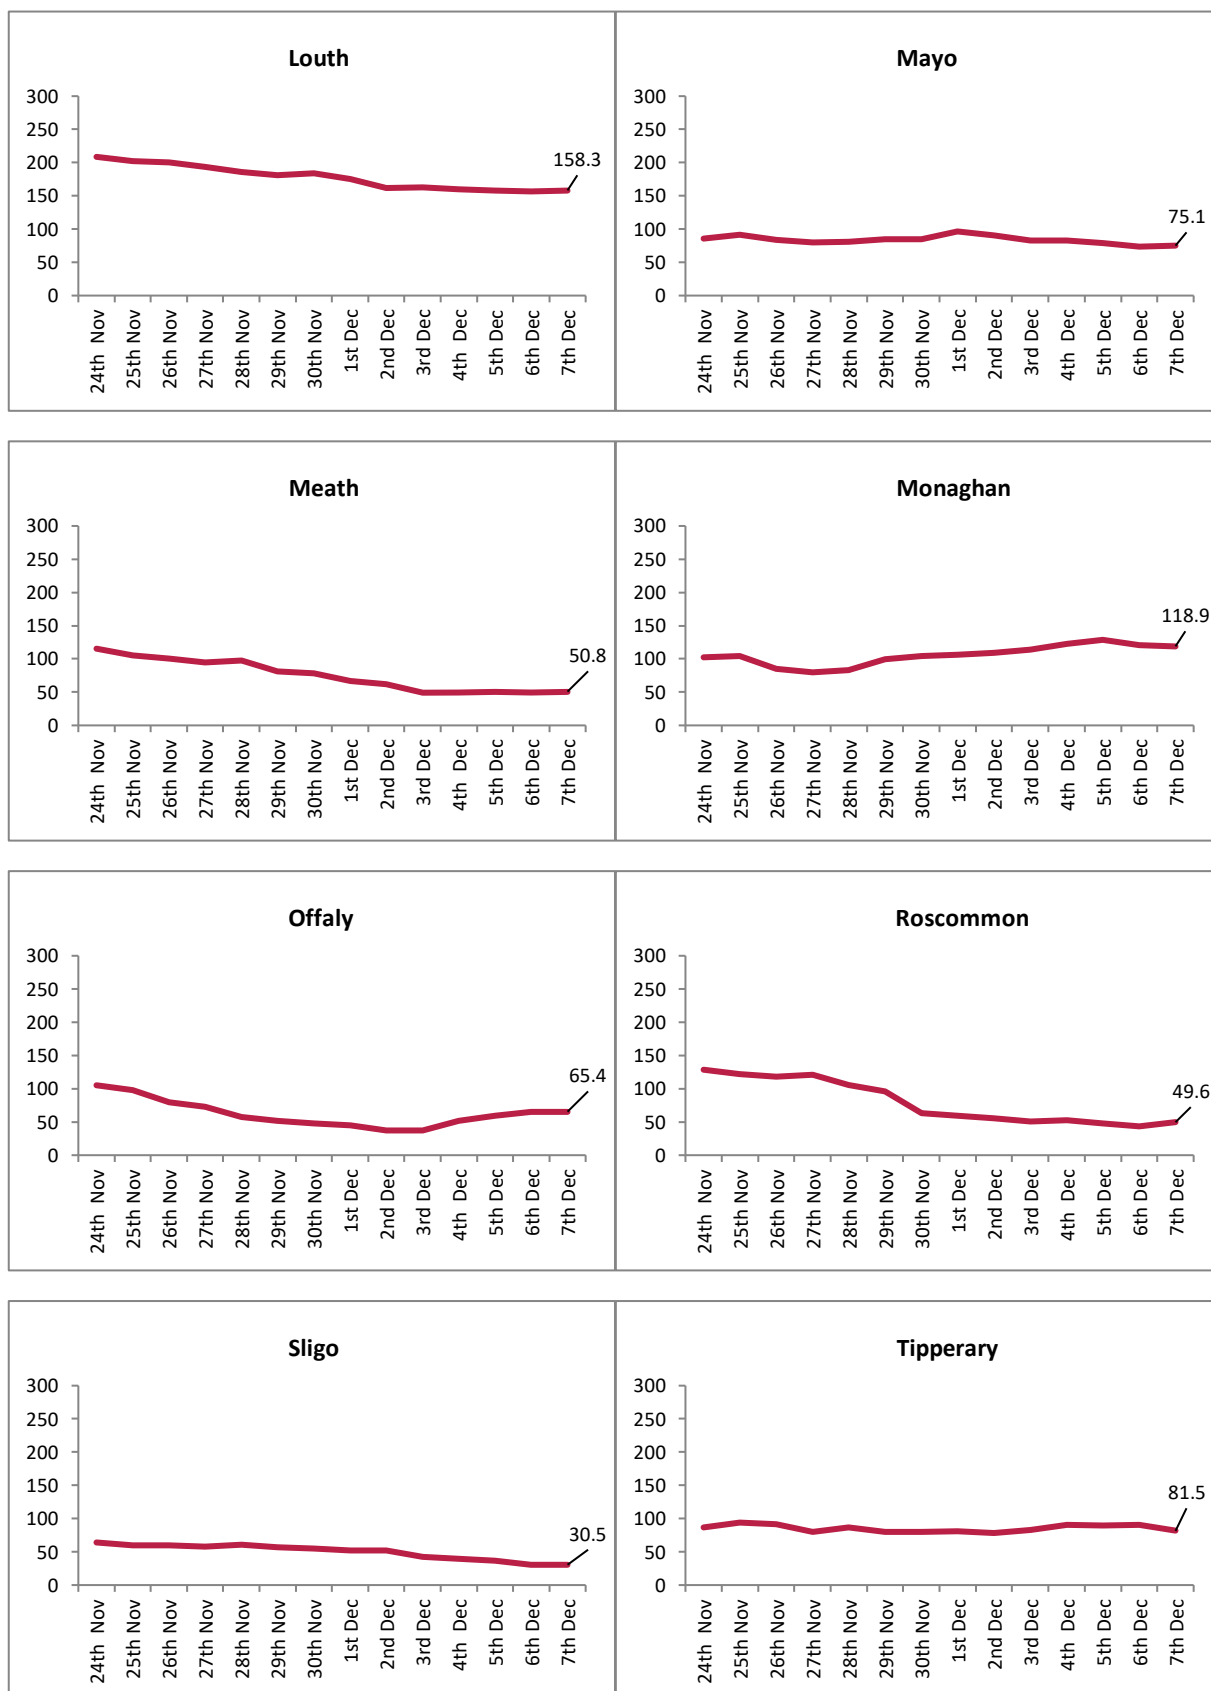 Louth
300
250
200
150
100
50
0
158.3
24th Nov
25th Nov
26th Nov
27th Nov
28th Nov
29th Nov
30th Nov
1st Dec
2nd Dec
3rd Dec
4th Dec
5th Dec
6th Dec
7th Dec
Mayo
300
250
200
150
100
50
0
75.1
24th Nov
25th Nov
26th Nov
27th Nov
28th Nov
29th Nov
30th Nov
1st Dec
2nd Dec
3rd Dec
4th Dec
5th Dec
6th Dec
7th Dec
Meath
300
250
200
150
100
50
0
50.8
24th Nov
25th Nov
26th Nov
27th Nov
28th Nov
29th Nov
30th Nov
1st Dec
2nd Dec
3rd Dec
4th Dec
5th Dec
6th Dec
7th Dec
Monaghan
300
250
200
150
100
50
0
118.9
24th Nov
25th Nov
26th Nov
27th Nov
28th Nov
29th Nov
30th Nov
1st Dec
2nd Dec
3rd Dec
4th Dec
5th Dec
6th Dec
7th Dec
Offaly
300
250
200
150
100
50
0
65.4
24th Nov
25th Nov
26th Nov
27th Nov
28th Nov
29th Nov
30th Nov
1st Dec
2nd Dec
3rd Dec
4th Dec
5th Dec
6th Dec
7th Dec
Roscommon
300
250
200
150
100
50
0
49.6
24th Nov
25th Nov
26th Nov
27th Nov
28th Nov
29th Nov
30th Nov
1st Dec
2nd Dec
3rd Dec
4th Dec
5th Dec
6th Dec
7th Dec
Sligo
300
250
200
150
100
50
0
30.5
24th Nov
25th Nov
26th Nov
27th Nov
28th Nov
29th Nov
30th Nov
1st Dec
2nd Dec
3rd Dec
4th Dec
5th Dec
6th Dec
7th Dec
Tipperary
300
250
200
150
100
50
0
81.5
24th Nov
25th Nov
26th Nov
27th Nov
28th Nov
29th Nov
30th Nov
1st Dec
2nd Dec
3rd Dec
4th Dec
5th Dec
6th Dec
7th Dec